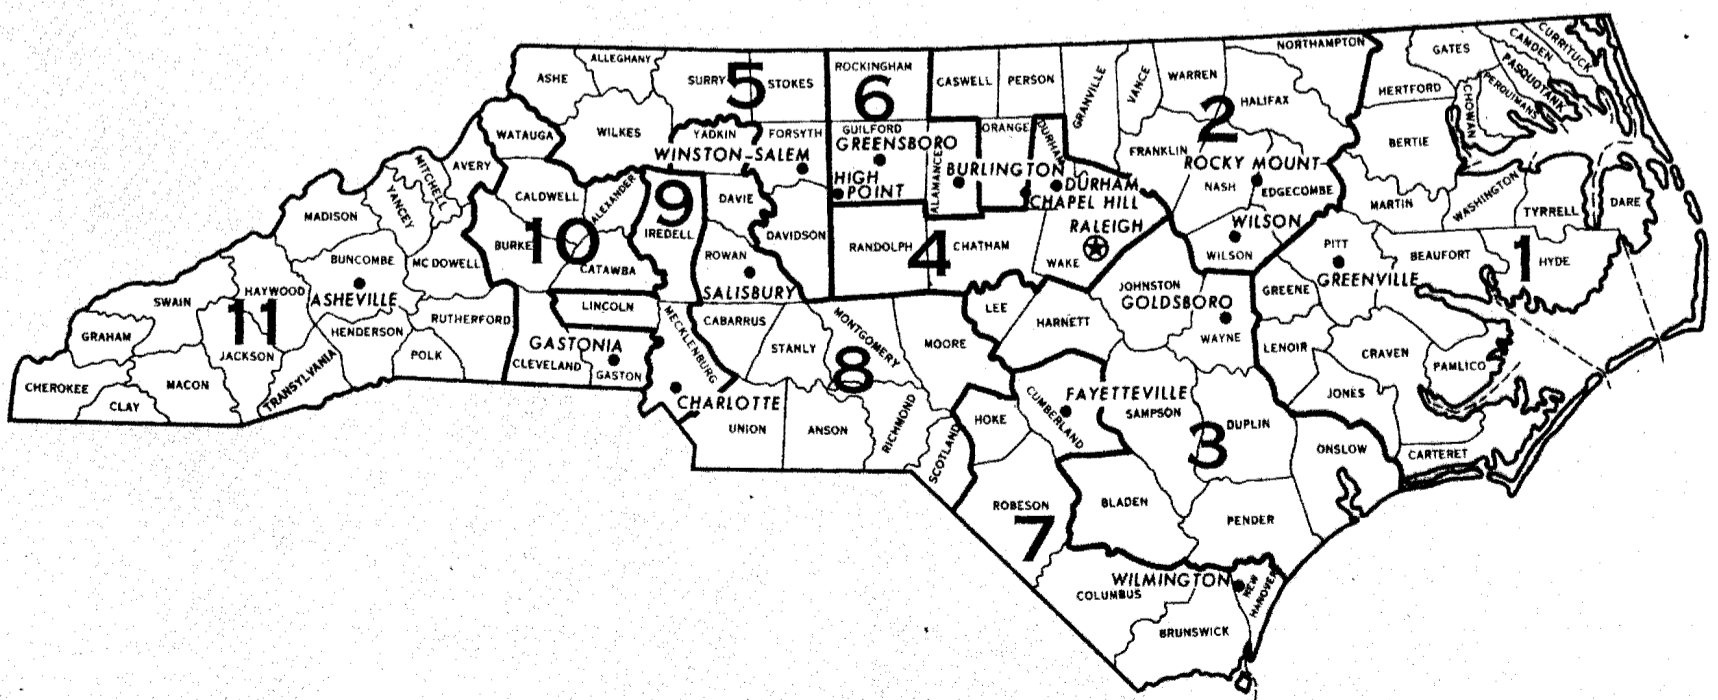 NORTHAMPTON
GATES
CURRITUCK
CAMDEN
PASQUOTANK
PERQUIMANS
ALLEGHANY
ASHE
SURRY
5
STOKES
ROCKINGHAM
6
CASWELL
PERSON
GRANVILLE
VANCE
WARREN
HALIFAX
HERTFORD
CHOWAN
WATAUGA
WILKES
YADKIN
FORSYTH
GUILFORD
GREENSBORO
ORANGE
DURHAM
2
FRANKLIN
BERTIE
AVERY
MITCHELL
YANCEY
WINSTON-SALEM
HIGH
POINT
ALAMANCE
BURLINGTON
DURHAM
CHAPEL HILL
ROCKY MOUNT
NASH
EDGECOMBE
MARTIN
WASHINGTON
TYRRELL
DARE
MADISON
CALDWELL
ALEXANDER
9
IREDELL
DAVIE
DAVIDSON
RANDOLPH
4
CHATHAM
RALEIGH
WAKE
WILSON
WILSON
PITT
GREENVILLE
BEAUFORT
1
HYDE
BUNCOMBE
MC DOWELL
BURKE
10
CATAWBA
ROWAN
SALISBURY
SWAIN
HAYWOOD
ASHEVILLE
11
LINCOLN
MECKLENBURG
CABARRUS
MONTGOMERY
LEE
HARNETT
JOHNSTON
GOLDSBORO
WAYNE
GREENE
GRAHAM
JACKSON
HENDERSON
RUTHERFORD
POLK
TRANSYLVANIA
GASTONIA
CLEVELAND
GASTON
STANLY
8
MOORE
LENOIR
CRAVEN
PAMLICO
CHEROKEE
CLAY
MACON
CHARLOTTE
UNION
ANSON
RICHMOND
SCOTLAND
HOKE
CUMBERLAND
FAYETTEVILLE
SAMPSON
3
DUPLIN
JONES
ONSLOW
CARTERET
ROBESON
7
BLADEN
PENDER
WILMINGTON
NEW
HANOVER
COLUMBUS
BRUNSWICK